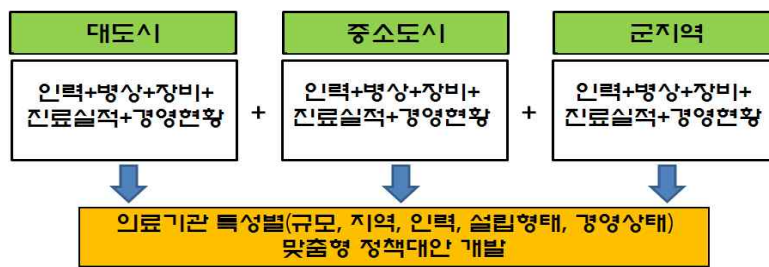 대도시
중소도시
군지역
인력+병상+장비+
진료실적+경영현황
+
인력+병상+장비+
진료실적+경영현황
+
인력+병상+장비+
진료실적+경영현황
의료기관 특성별(규모, 지역, 인력, 설립형태, 경영상태)
맞춤형 정책대안 개발